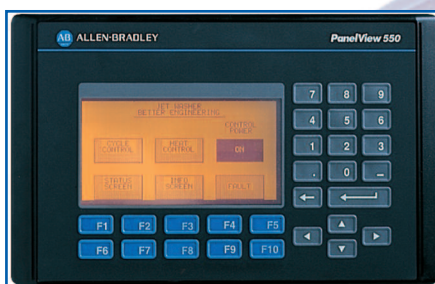 AB ALLEN-BRADLEY PanelView 550
JET WASHER
BETTER ENGINEERING
CONTROL
POWER
CYCLE
CONTROL
HEAT
CONTROL
ON
STATUS
SCREEN
INFO
SCREEN
FAULT
7 8 9
4 5 6
1 2 3
. 0 -
F1 F2 F3 F4 F5
F6 F7 F8 F9 F10